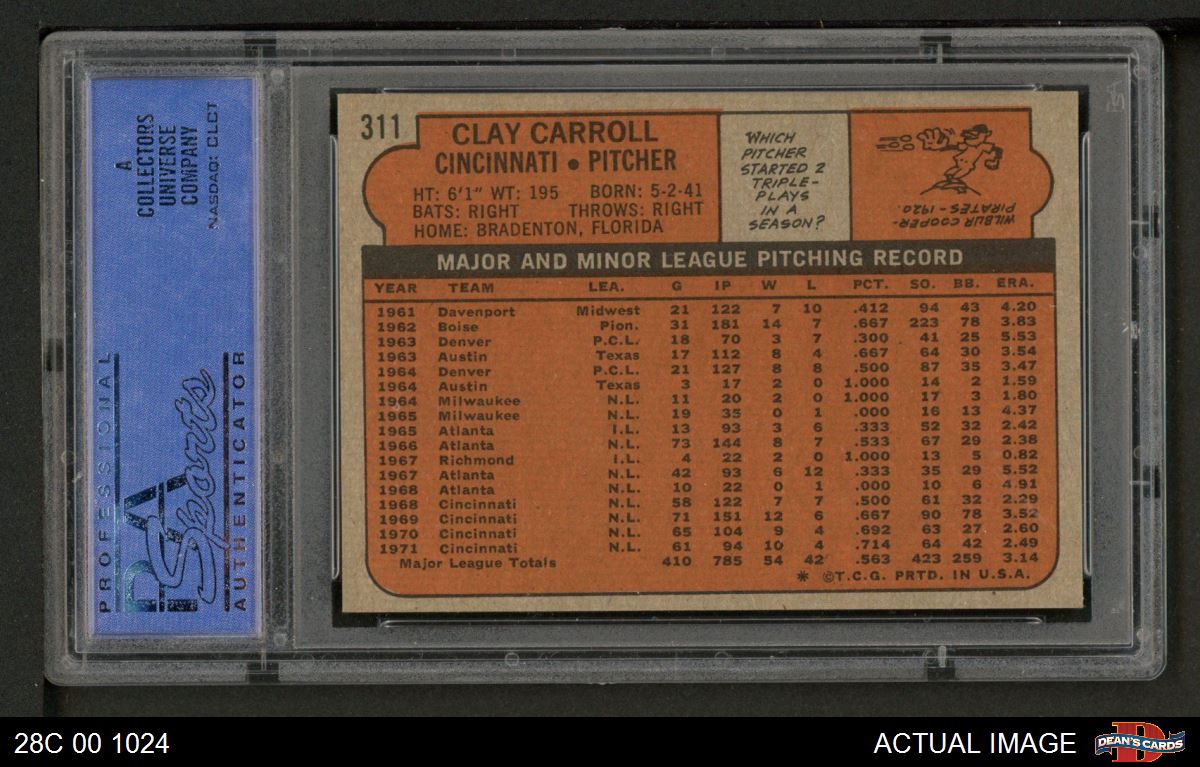 A
COLLECTORS
UNIVERSE
COMPANY
NASDAQ: CLCT
PROFESSIONAL
PSA
Sports
AUTHENTICATOR
311
CLAY CARROLL
CINCINNATI • PITCHER
HT: 6'1" WT: 195 BORN: 5-2-41
BATS: RIGHT THROWS: RIGHT
HOME: BRADENTON, FLORIDA
WHICH
PITCHER
STARTED 2
TRIPLE-
PLAYS
IN A
SEASON?
WILBUR COOPER-
PIRATES-1920.
MAJOR AND MINOR LEAGUE PITCHING RECORD
YEAR TEAM LEA. G IP W L PCT. SO. BB. ERA.
1961 Davenport Midwest 21 122 7 10 .412 94 43 4.20
1962 Boise Pion. 31 181 14 7 .667 223 78 3.83
1963 Denver P.C.L. 18 70 3 7 .300 41 25 5.53
1963 Austin Texas 17 112 8 4 .667 64 30 3.54
1964 Denver P.C.L. 21 127 8 8 .500 87 35 3.47
1964 Austin Texas 3 17 2 0 1.000 14 2 1.59
1964 Milwaukee N.L. 11 20 2 0 1.000 17 3 1.80
1965 Milwaukee N.L. 19 35 0 1 .000 16 13 4.37
1965 Atlanta I.L. 13 93 3 6 .333 52 32 2.42
1966 Atlanta N.L. 73 144 8 7 .533 67 29 2.38
1967 Richmond I.L. 4 22 2 0 1.000 13 5 0.82
1967 Atlanta N.L. 42 93 6 12 .333 35 29 5.52
1968 Atlanta N.L. 10 22 0 1 .000 10 6 4.91
1968 Cincinnati N.L. 58 122 7 7 .500 61 32 2.29
1969 Cincinnati N.L. 71 151 12 6 .667 90 78 3.52
1970 Cincinnati N.L. 65 104 9 4 .692 63 27 2.60
1971 Cincinnati N.L. 61 94 10 4 .714 64 42 2.49
Major League Totals 410 785 54 42 .563 423 259 3.14
* ©T.C.G. PRTD. IN U.S.A.
28C 00 1024
ACTUAL IMAGE
D
DEAN'S CARDS